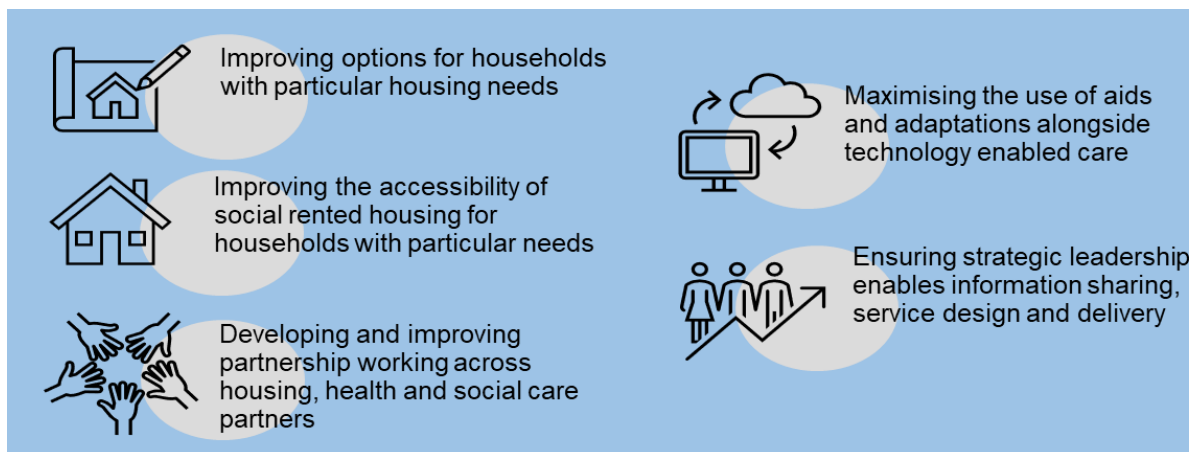 Improving options for households
with particular housing needs
Improving the accessibility of
social rented housing for
households with particular needs
Developing and improving
partnership working across
housing, health and social care
partners
Maximising the use of aids
and adaptations alongside
technology enabled care
Ensuring strategic leadership
enables information sharing,
service design and delivery